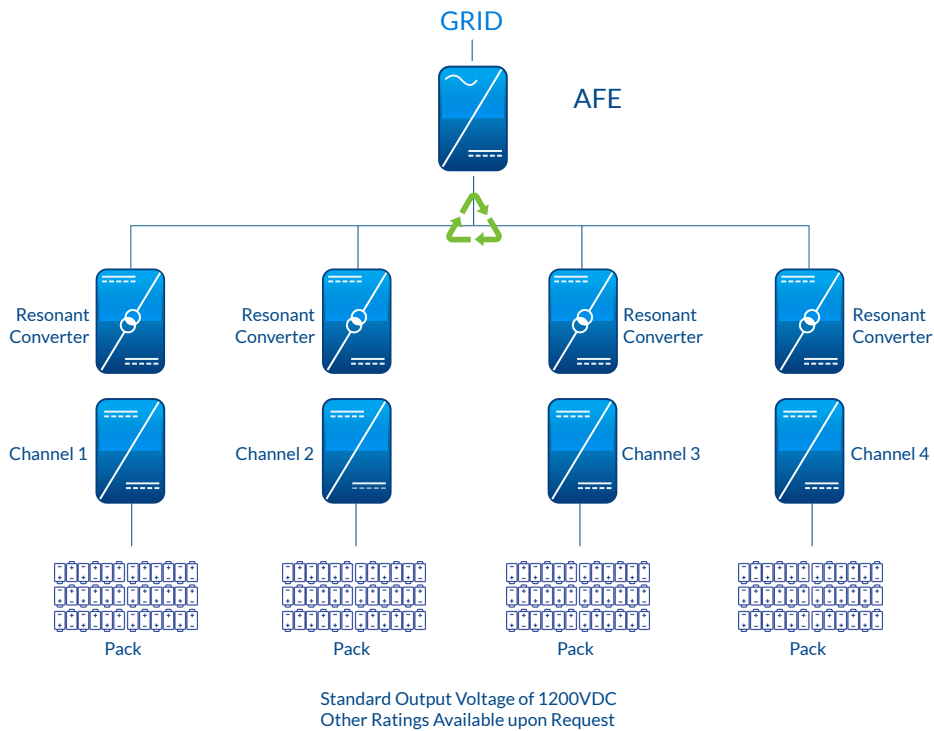 GRID
AFE
Resonant
Converter
Resonant
Converter
Resonant
Converter
Resonant
Converter
Channel 1
Channel 2
Channel 3
Channel 4
Pack
Pack
Pack
Pack
Standard Output Voltage of 1200VDC
Other Ratings Available upon Request